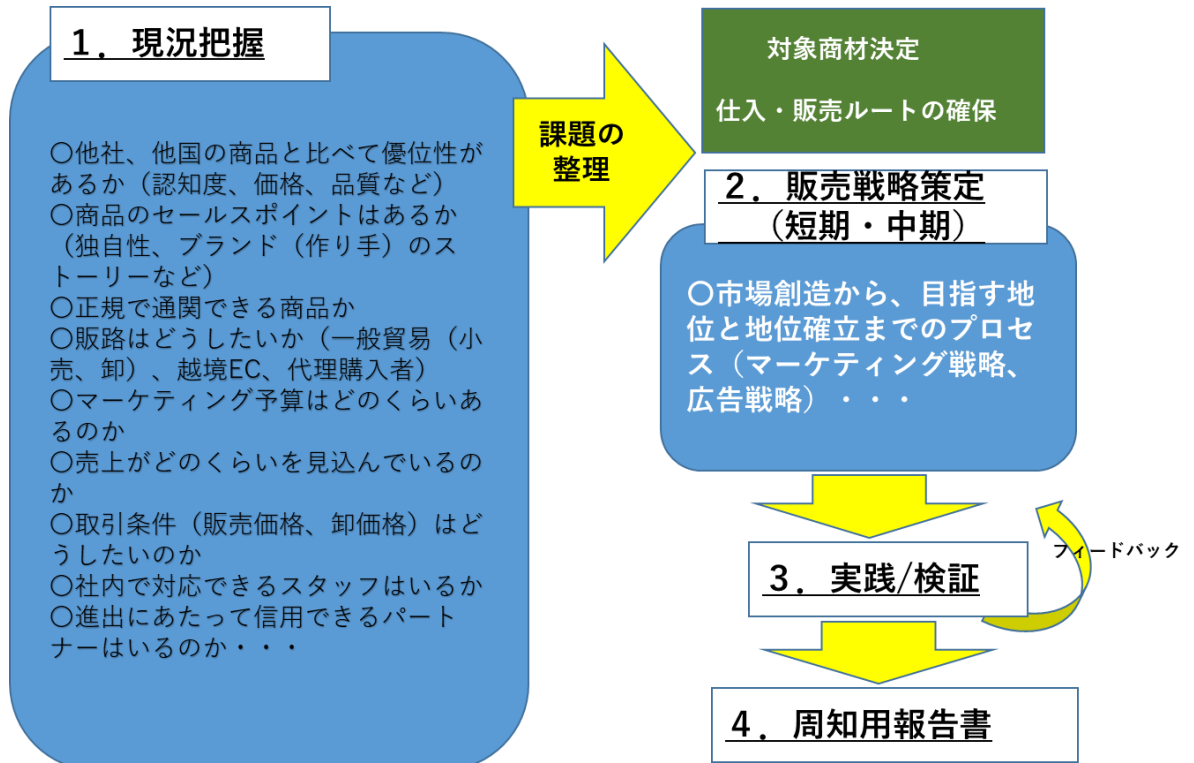 １．現況把握
〇他社、他国の商品と比べて優位性が
あるか（認知度、価格、品質など）
〇商品のセールスポイントはあるか
（独自性、ブランド（作り手）のス
トーリーなど）
〇正規で通関できる商品か
〇販路はどうしたいか（一般貿易（小
売、卸）、越境EC、代理購入者）
〇マーケティング予算はどのくらいあ
るのか
〇売上がどのくらいを見込んでいるの
か
〇取引条件（販売価格、卸価格）はど
うしたいのか
〇社内で対応できるスタッフはいるか
〇進出にあたって信用できるパート
ナーはいるのか・・・
課題の
整理
対象商材決定
仕入・販売ルートの確保
２．販売戦略策定
（短期・中期）
〇市場創造から、目指す地
位と地位確立までのプロセ
ス（マーケティング戦略、
広告戦略）・・・
３．実践/検証
フィードバック
４．周知用報告書